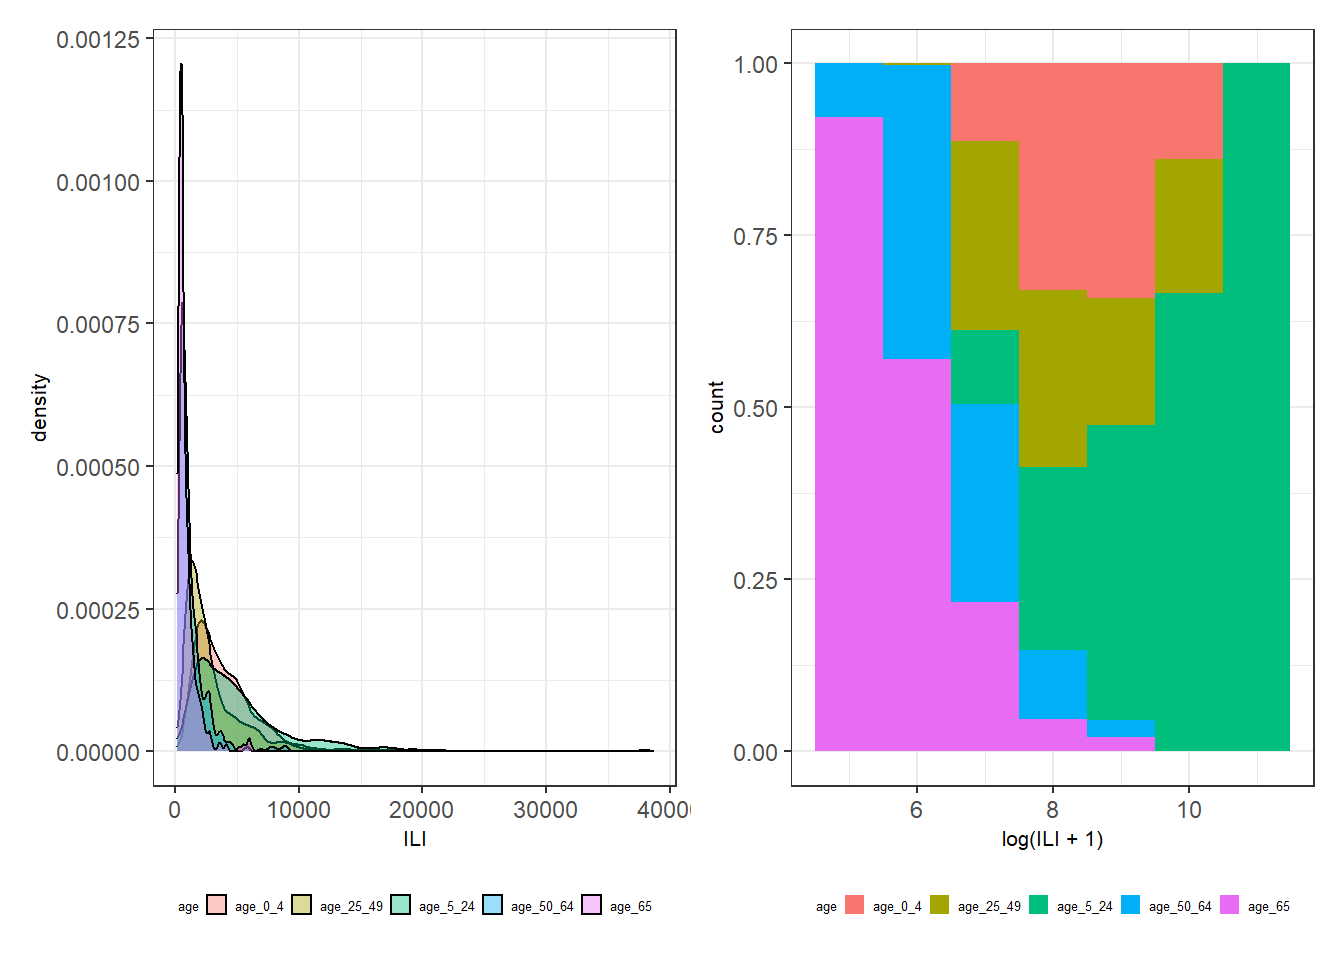 0.00125
0.00100
0.00075
0.00050
0.00025
0.00000
density
0 10000 20000 30000 40000
ILI
age age_0_4 age_25_49 age_5_24 age_50_64 age_65
1.00
0.75
0.50
0.25
0.00
count
6 8 10
log(ILI + 1)
age age_0_4 age_25_49 age_5_24 age_50_64 age_65